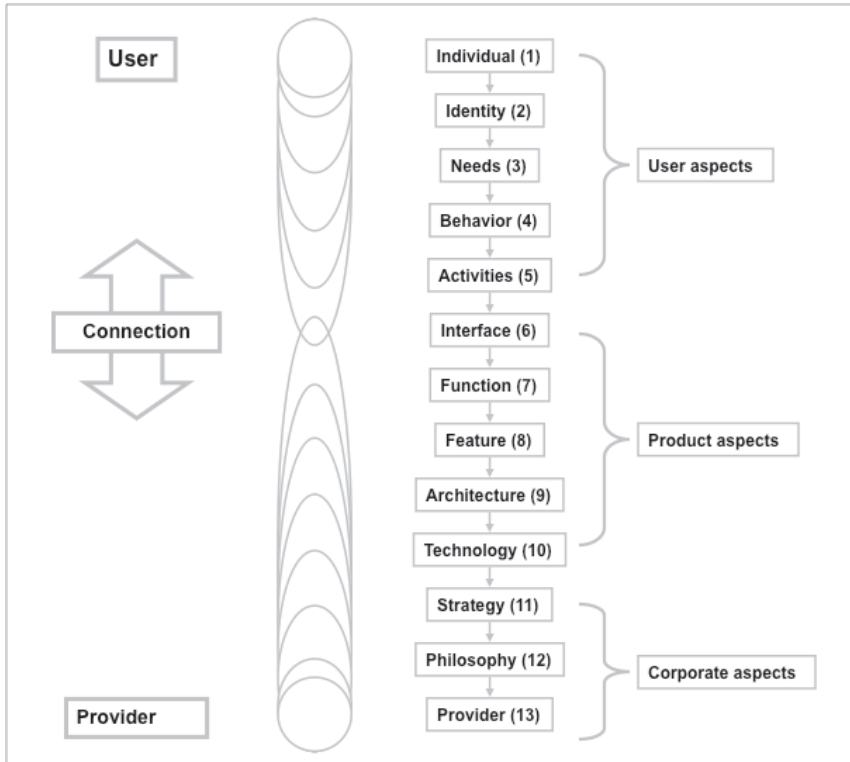 User
Connection
Provider
Individual (1)
Identity (2)
Needs (3)
Behavior (4)
Activities (5)
Interface (6)
Function (7)
Feature (8)
Architecture (9)
Technology (10)
Strategy (11)
Philosophy (12)
Provider (13)
User aspects
Product aspects
Corporate aspects